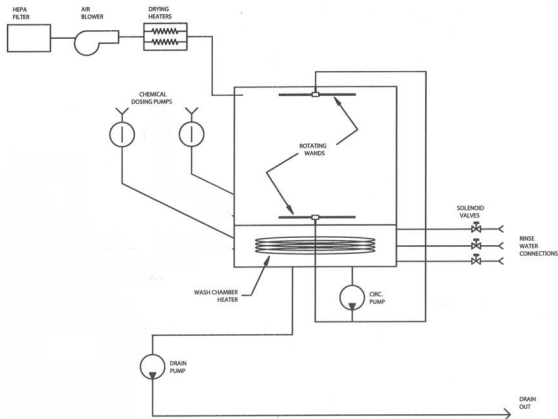 HEPA
FILTER
AIR
BLOWER
DRYING
HEATERS
CHEMICAL
DOSING PUMPS
ROTATING
WANDS
SOLENOID
VALVES
RINSE
WATER
CONNECTIONS
WASH CHAMBER
HEATER
CIRC.
PUMP
DRAIN
PUMP
DRAIN
OUT